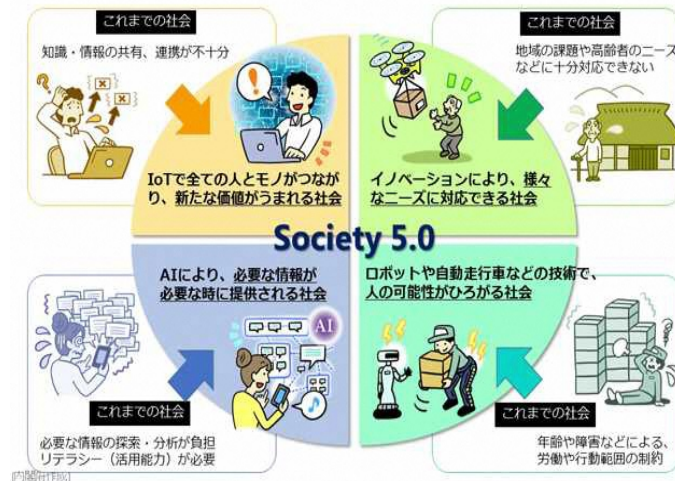 これまでの社会
知識・情報の共有、連携が不十分
IoTで全ての人とモノがつなが
り、新たな価値がうまれる社会
これまでの社会
地域の課題や高齢者のニーズ
などに十分対応できない
イノベーションにより、様々
なニーズに対応できる社会
Society 5.0
AIにより、必要な情報が
必要な時に提供される社会
AI
これまでの社会
必要な情報の探索・分析が負担
リテラシー（活用能力）が必要
ロボットや自動走行車などの技術で、
人の可能性がひろがる社会
これまでの社会
年齢や障害などによる、
労働や行動範囲の制約
[内閣府作成]